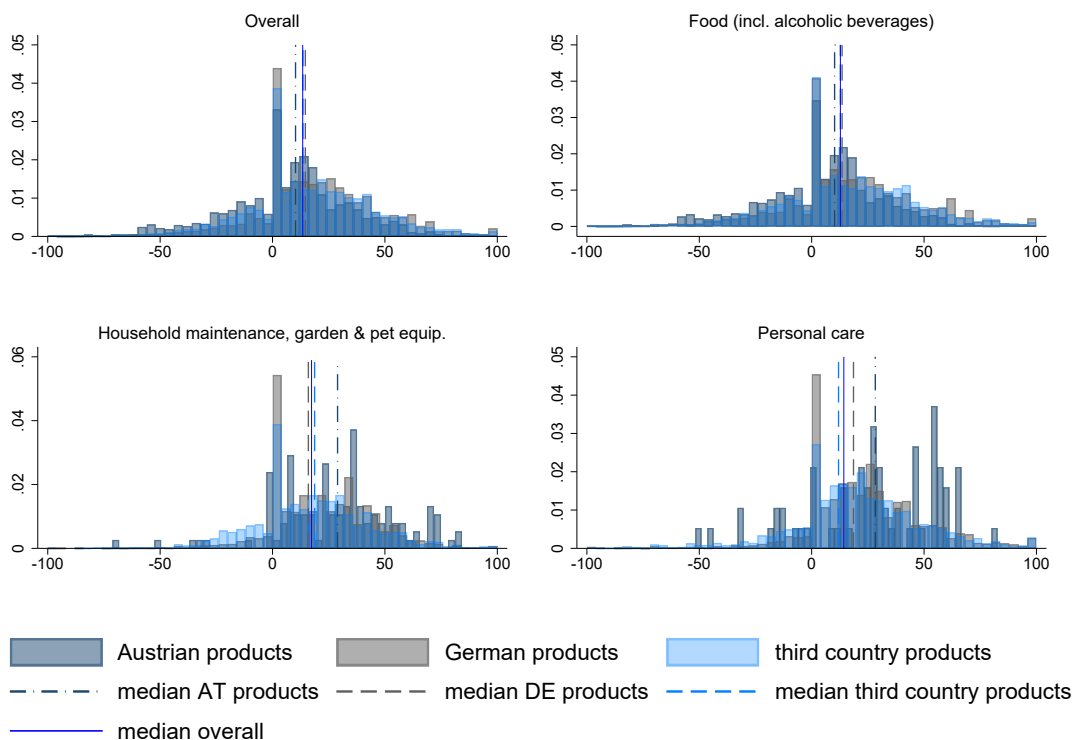 Overall
.05
.04
.03
.02
.01
0
-100 -50 0 50 100
Food (incl. alcoholic beverages)
.05
.04
.03
.02
.01
0
-100 -50 0 50 100
Household maintenance, garden & pet equip.
.06
.04
.02
0
-100 -50 0 50 100
Personal care
.05
.04
.03
.02
.01
0
-100 -50 0 50 100
Austrian products German products third country products
median AT products median DE products median third country products
median overall